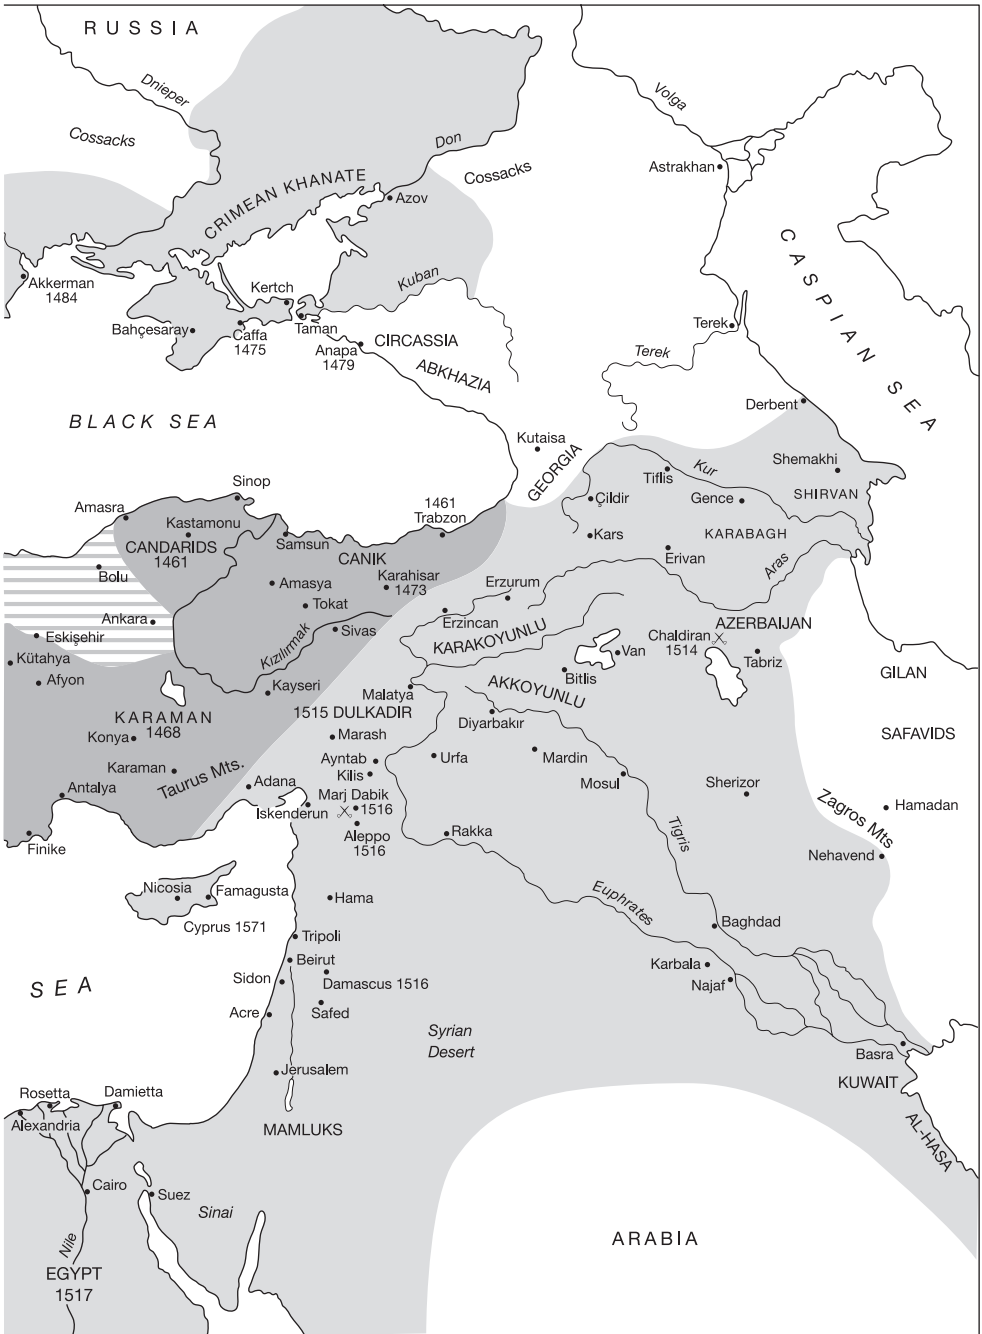 RUSSIA
Dnieper
Cossacks
Volga
Don
Cossacks
Astrakhan
CRIMEAN KHANATE
Azov
CASPIAN SEA
Akkerman
1484
Kuban
Kertch
Bahçesaray
Caffa
1475
Taman
Anapa
1479
CIRCASSIA
ABKHAZIA
Terek
Terek
Derbent
BLACK SEA
Kutaisa
GEORGIA
Tiflis
Kur
Shemakhi
SHIRVAN
Sinop
Amasra
Kastamonu
CANDARIDS
1461
Samsun
1461
Trabzon
CANIK
Çildir
Gence
Kars
KARABAGH
Erivan
Aras
Bolu
Amasya
Karahisar
1473
Tokat
Erzurum
Ankara
Eskişehir
Kızılırmak
Sivas
Erzincan
KARAKOYUNLU
Chaldiran
1514
AZERBAIJAN
Van
Tabriz
Bitlis
Kütahya
Afyon
Kayseri
Malatya
AKKOYUNLU
GILAN
KARAMAN
1468
Konya
1515 DULKADIR
Marash
Diyarbakır
SAFAVIDS
Karaman
Taurus Mts.
Ayntab
Kilis
Urfa
Mardin
Mosul
Sherizor
Antalya
Adana
Marj Dabik
1516
Iskenderun
Aleppo
1516
Zagros Mts
Hamadan
Finike
Rakka
Tigris
Nehavend
Nicosia
Famagusta
Cyprus 1571
Hama
Euphrates
Baghdad
Tripoli
SEA
Beirut
Sidon
Damascus 1516
Karbala
Najaf
Acre
Safed
Syrian
Desert
Basra
Jerusalem
KUWAIT
Rosetta
Damietta
Alexandria
MAMLUKS
AL-HASA
Cairo
Suez
Sinai
Nile
ARABIA
EGYPT
1517